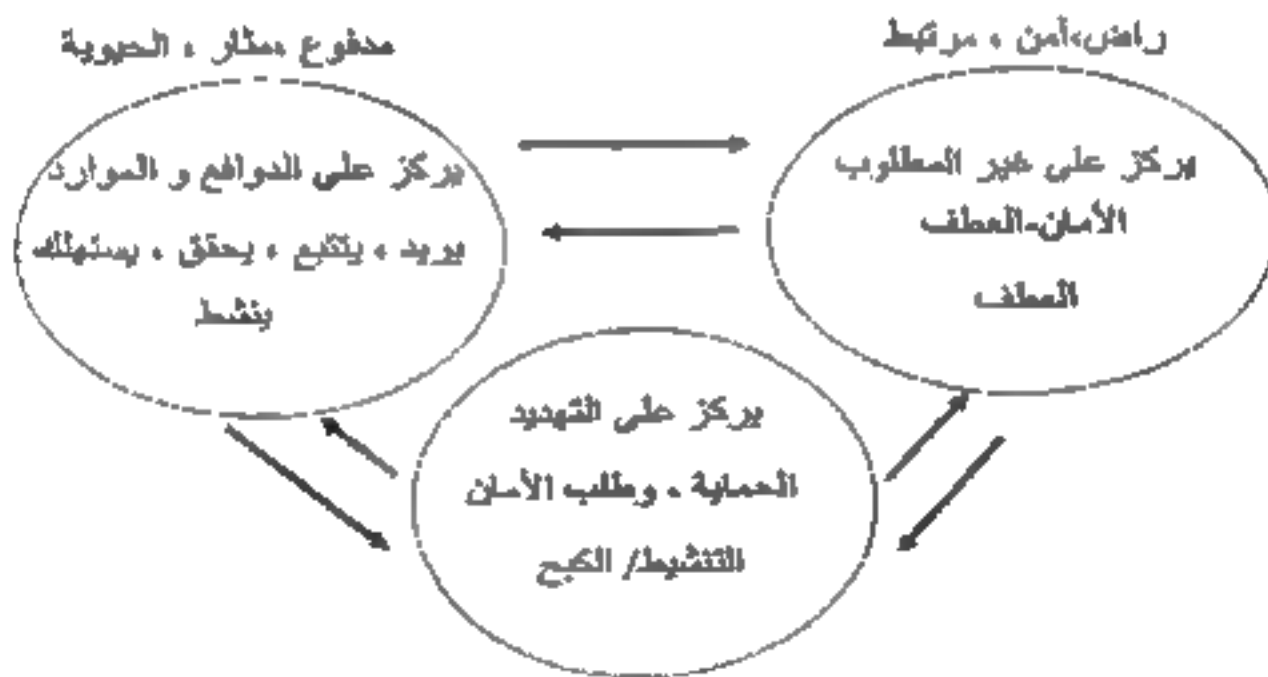 راض،آمن ، مرتبط
يركز على غير المطلوب
الأمان-العطف
العطف
مدفوع ،مثار ، الحيوية
يركز على الدوافع و الموارد
يريد ، يتتبع ، يحقق ، يستهلك
ينشط
يركز على التهديد
الحماية ، وطلب الأمان
التنشيط/ الكبح